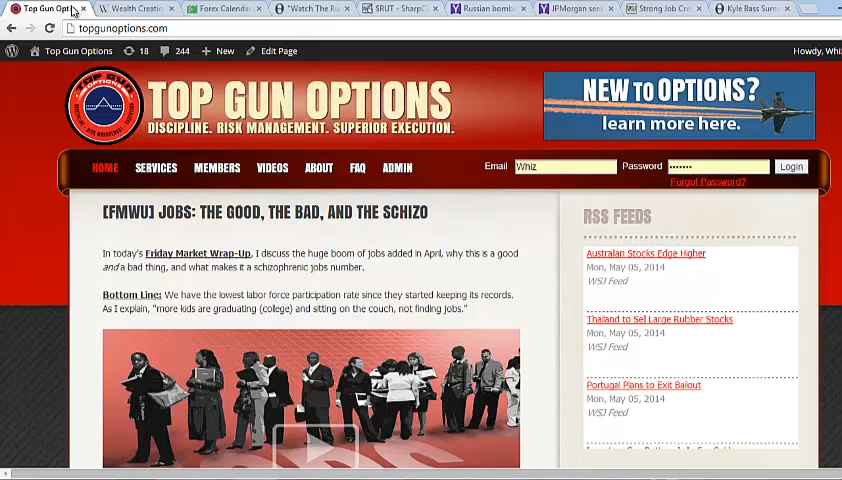 Top Gun Opti
Wealth Creatio
Forex Calendar
"Watch The Ru
$RUT - SharpC
Russian bomb
JPMorgan see
Strong Job Cre
Kyle Bass Sum
topgunoptions.com
Top Gun Options
18
244
New
Edit Page
Howdy, Whiz
TOP GUN OPTIONS
DISCIPLINE. RISK MANAGEMENT. SUPERIOR EXECUTION.
NEW TO OPTIONS?
learn more here.
HOME SERVICES MEMBERS VIDEOS ABOUT FAQ ADMIN
Email Whiz Password ••••••• Login
Forgot Password?
[FMWU] JOBS: THE GOOD, THE BAD, AND THE SCHIZO
In today's Friday Market Wrap-Up, I discuss the huge boom of jobs added in April, why this is a good
and a bad thing, and what makes it a schizophrenic jobs number.
Bottom Line: We have the lowest labor force participation rate since they started keeping its records.
As I explain, "more kids are graduating (college) and sitting on the couch, not finding jobs."
RSS FEEDS
Australian Stocks Edge Higher
Mon, May 05, 2014
WSJ Feed
Thailand to Sell Large Rubber Stocks
Mon, May 05, 2014
WSJ Feed
Portugal Plans to Exit Bailout
Mon, May 05, 2014
WSJ Feed